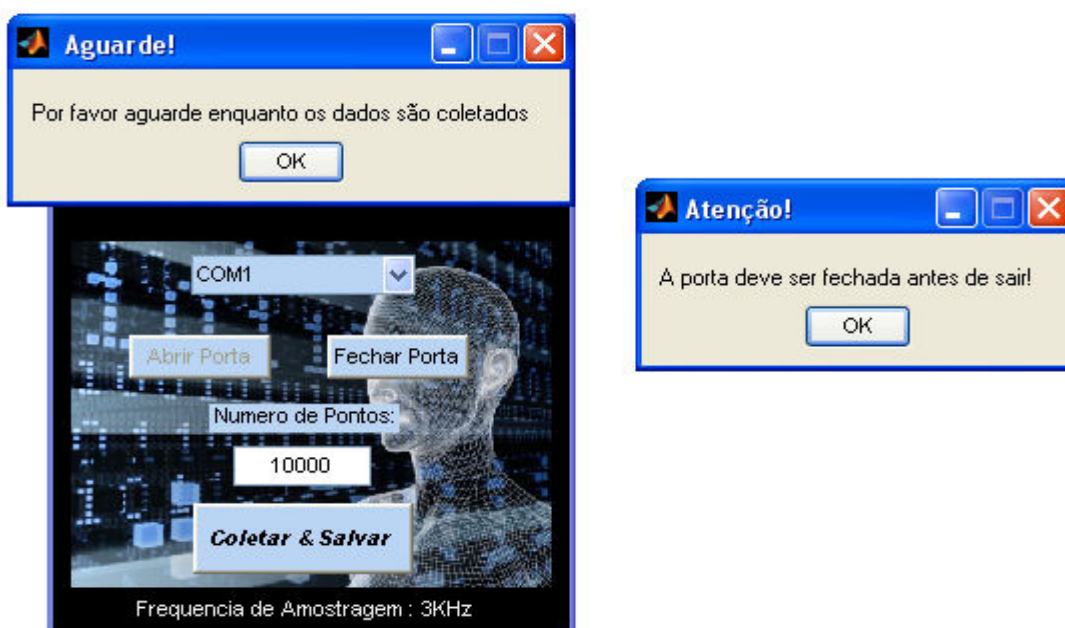 Aguarde!
Por favor aguarde enquanto os dados são coletados
OK
COM1
Abrir Porta
Fechar Porta
Numero de Pontos:
10000
Coletar & Salvar
Frequencia de Amostragem : 3KHz
Atenção!
A porta deve ser fechada antes de sair!
OK